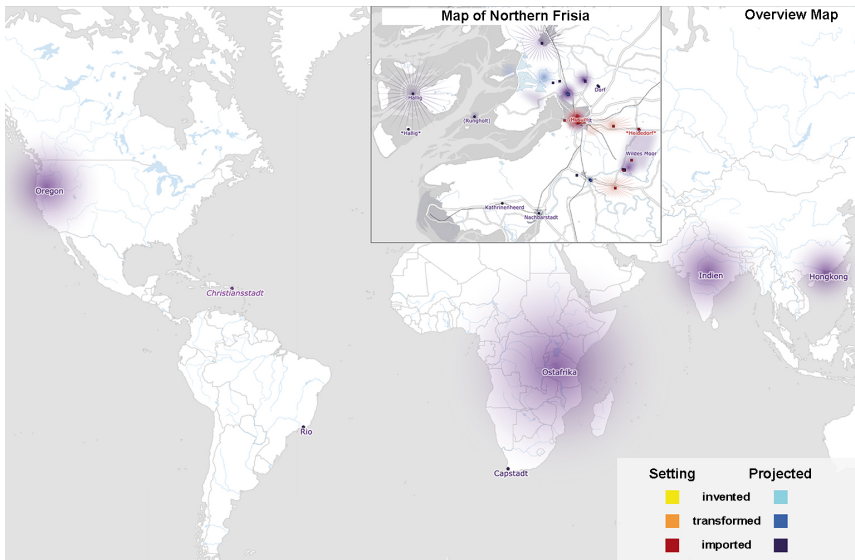 Map of Northern Frisia
Overview Map
Hallig
(Rungholt)
*Hallig*
Dorf
*Heidedorf*
Wildes Moor
Kathrinenheerd
Nachbarstadt
Oregon
Christiansstadt
Indien
Hongkong
Ostafrika
Rio
Capstadt
Setting Projected
invented
transformed
imported